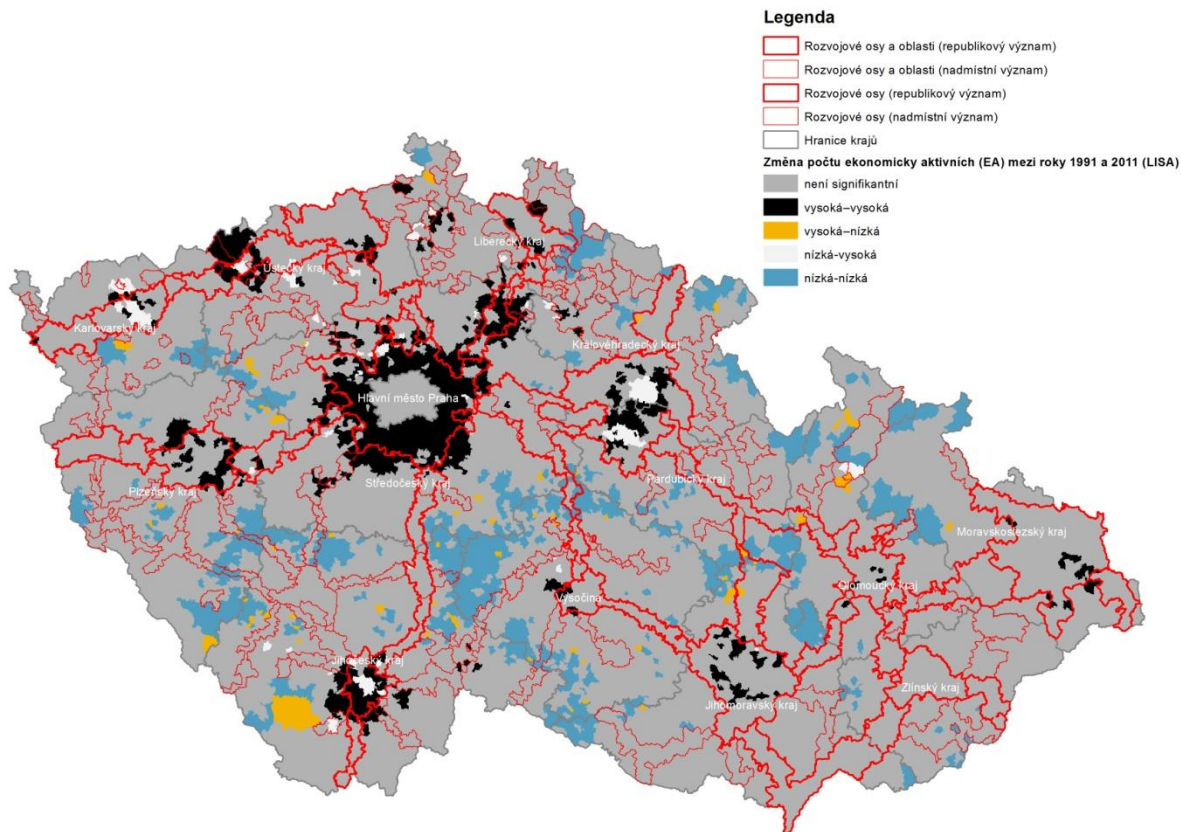 Legenda
Rozvojové osy a oblasti (republikový význam)
Rozvojové osy a oblasti (nadmístní význam)
Rozvojové osy (republikový význam)
Rozvojové osy (nadmístní význam)
Hranice krajů
Změna počtu ekonomicky aktivních (EA) mezi roky 1991 a 2011 (LISA)
není signifikantní
vysoká–vysoká
vysoká–nízká
nízká-vysoká
nízká-nízká
Liberecký kraj
Ústecký kraj
Karlovarský kraj
Královéhradecký kraj
Hlavní město Praha
Středočeský kraj
Pardubický kraj
Plzeňský kraj
Moravskoslezský kraj
Olomoucký kraj
Vysočina
Jihočeský kraj
Zlínský kraj
Jihomoravský kraj